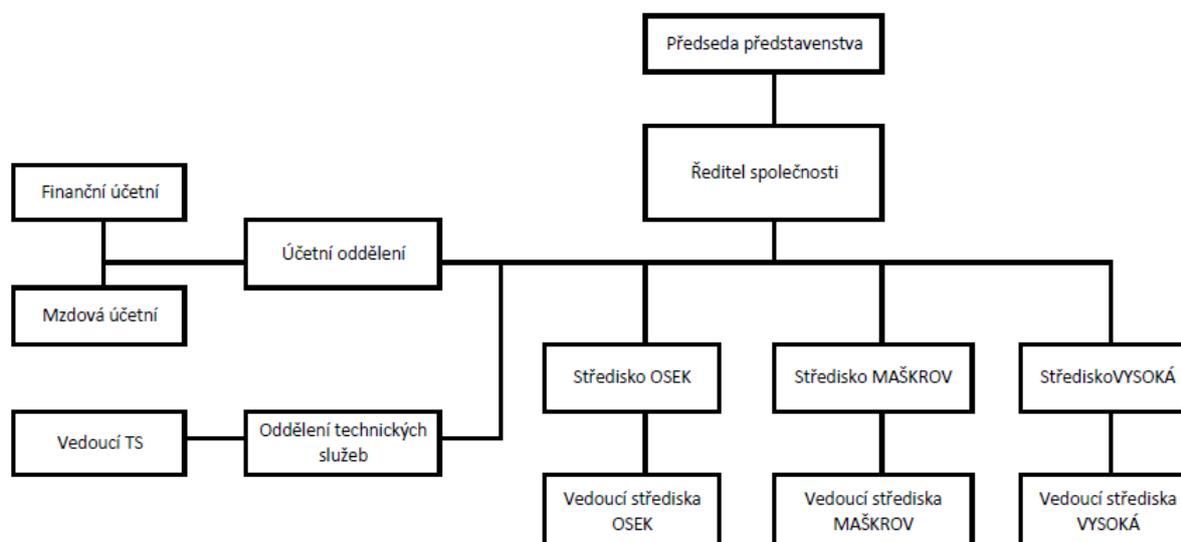 Předseda představenstva
Ředitel společnosti
Finanční účetní
Účetní oddělení
Mzdová účetní
Středisko OSEK
Středisko MAŠKROV
StřediskoVYSOKÁ
Vedoucí TS
Oddělení technických
služeb
Vedoucí střediska
OSEK
Vedoucí střediska
MAŠKROV
Vedoucí střediska
VYSOKÁ